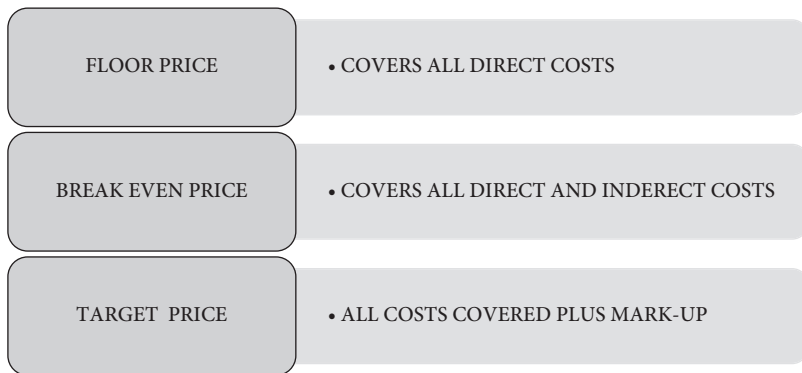 FLOOR PRICE
• COVERS ALL DIRECT COSTS
BREAK EVEN PRICE
• COVERS ALL DIRECT AND INDERECT COSTS
TARGET PRICE
• ALL COSTS COVERED PLUS MARK-UP